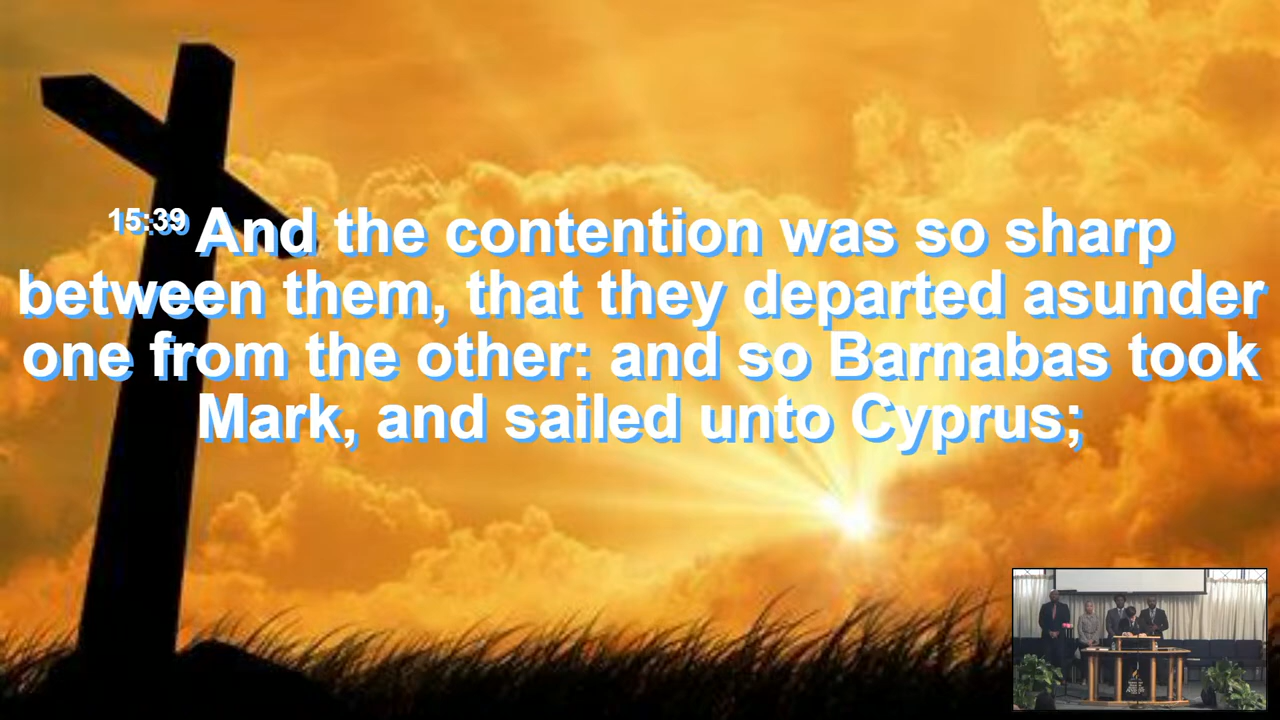 15:39 And the contention was so sharp
between them, that they departed asunder
one from the other: and so Barnabas took
Mark, and sailed unto Cyprus;